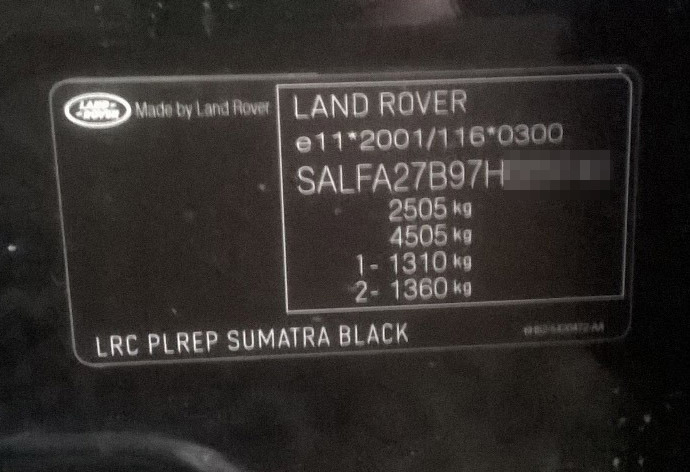 LAND ROVER
Made by Land Rover
LAND ROVER
e11*2001/116*0300
SALFA27B97H
2505 kg
4505 kg
1- 1310 kg
2- 1360 kg
LRC PLREP SUMATRA BLACK